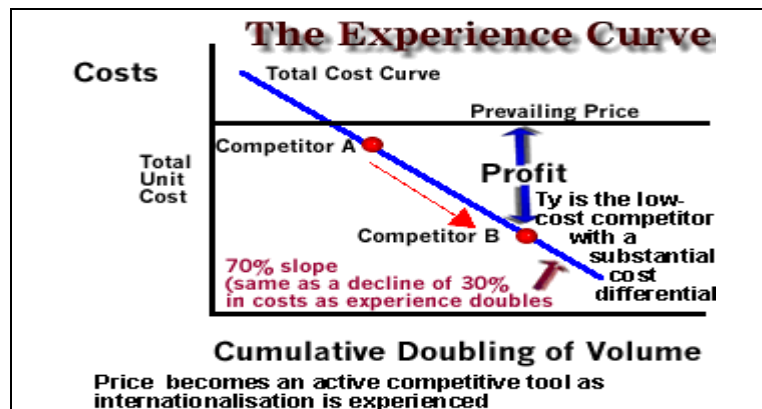 The Experience Curve
Costs
Total Cost Curve
Prevailing Price
Competitor A
Total
Unit
Cost
Profit
Ty is the low-
cost competitor
with a
substantial
cost
differential
Competitor B
70% slope
(same as a decline of 30%
in costs as experience doubles
Cumulative Doubling of Volume
Price becomes an active competitive tool as
internationalisation is experienced